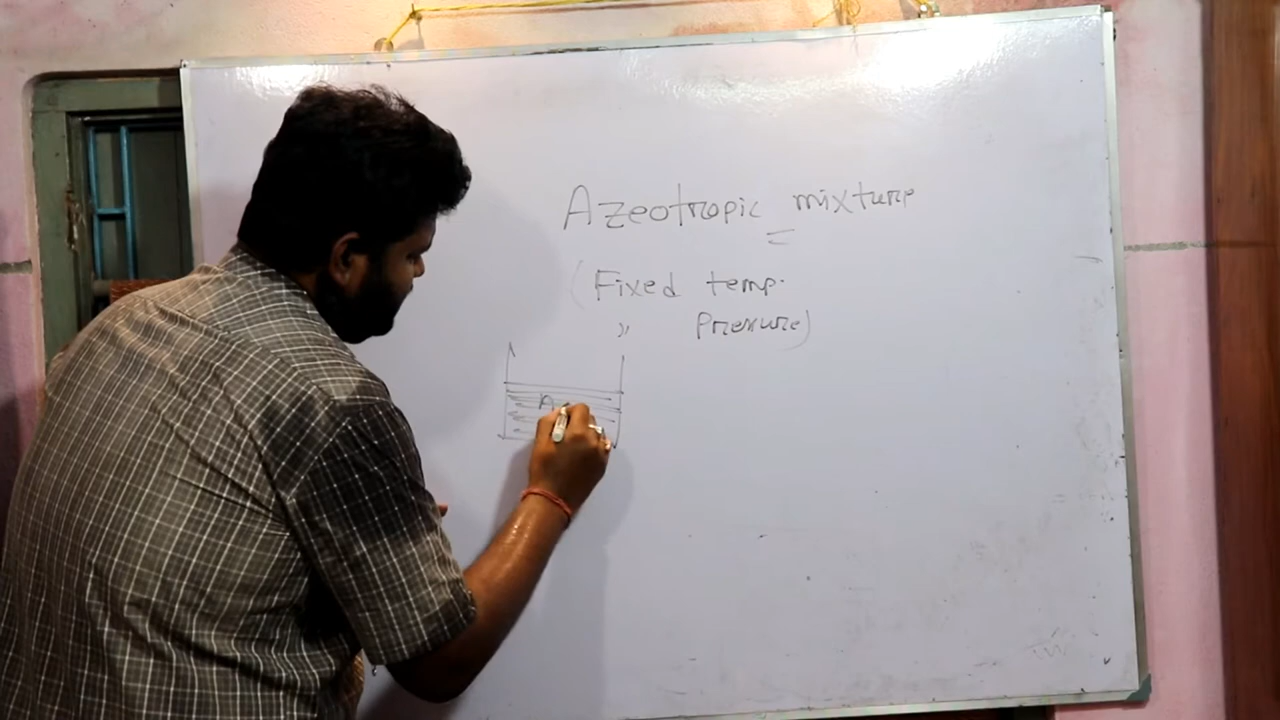 Azeotropic mixture
(Fixed temp.
” Pressure)
A